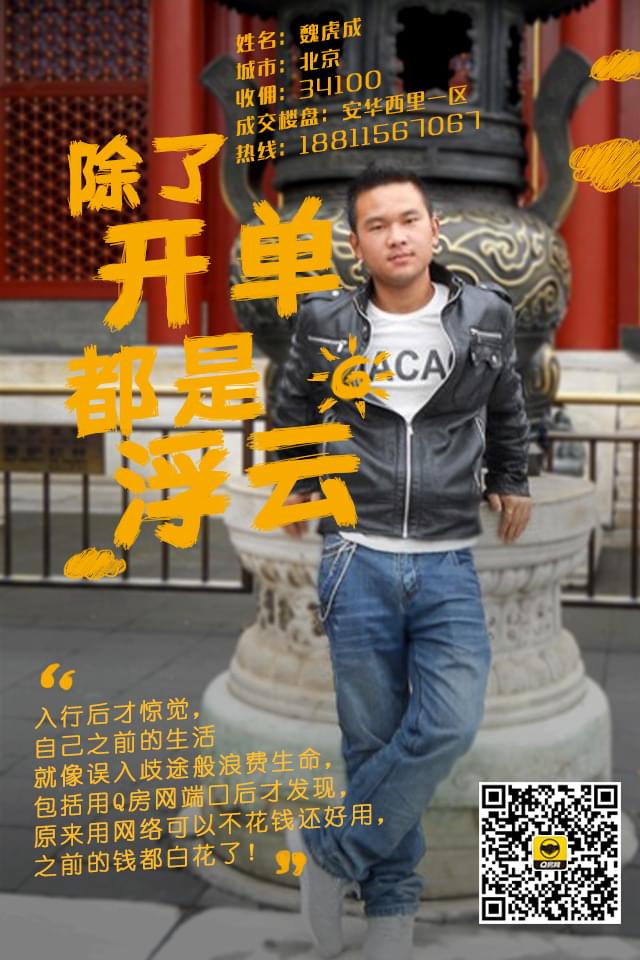 姓名：魏虎成
城市：北京
收佣：34100
成交楼盘：安华西里一区
热线：18811567067
除了
开单
都是
浮云
ACA
“
入行后才惊觉，
自己之前的生活
就像误入歧途般浪费生命，
包括用Q房网端口后才发现，
原来用网络可以不花钱还好用，
之前的钱都白花了！”
Q房网